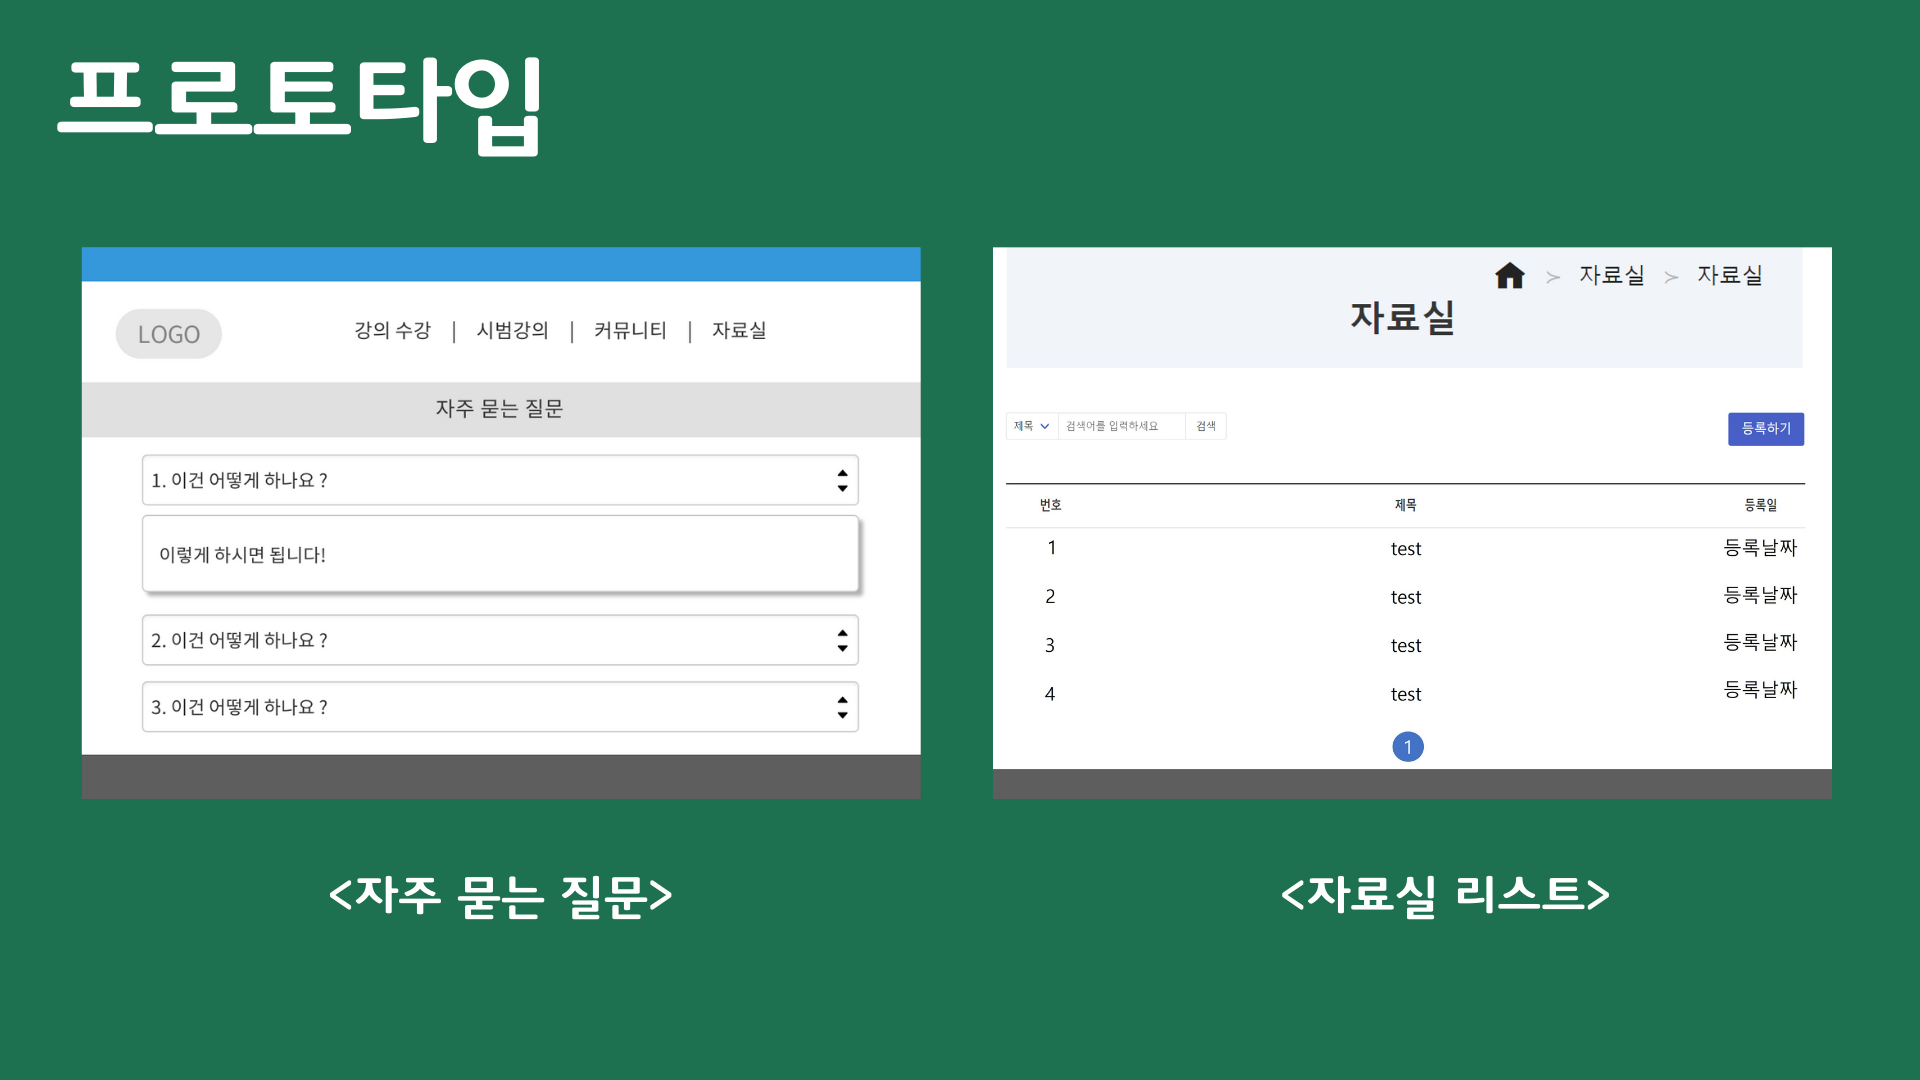 프로토타입
LOGO
강의 수강 | 시범강의 | 커뮤니티 | 자료실
자주 묻는 질문
1. 이건 어떻게 하나요 ?
이렇게 하시면 됩니다!
2. 이건 어떻게 하나요 ?
3. 이건 어떻게 하나요 ?
<자주 묻는 질문>
> 자료실 > 자료실
자료실
제목 검색어를 입력하세요 검색 등록하기
번호 제목 등록일
1 test 등록날짜
2 test 등록날짜
3 test 등록날짜
4 test 등록날짜
1
<자료실 리스트>